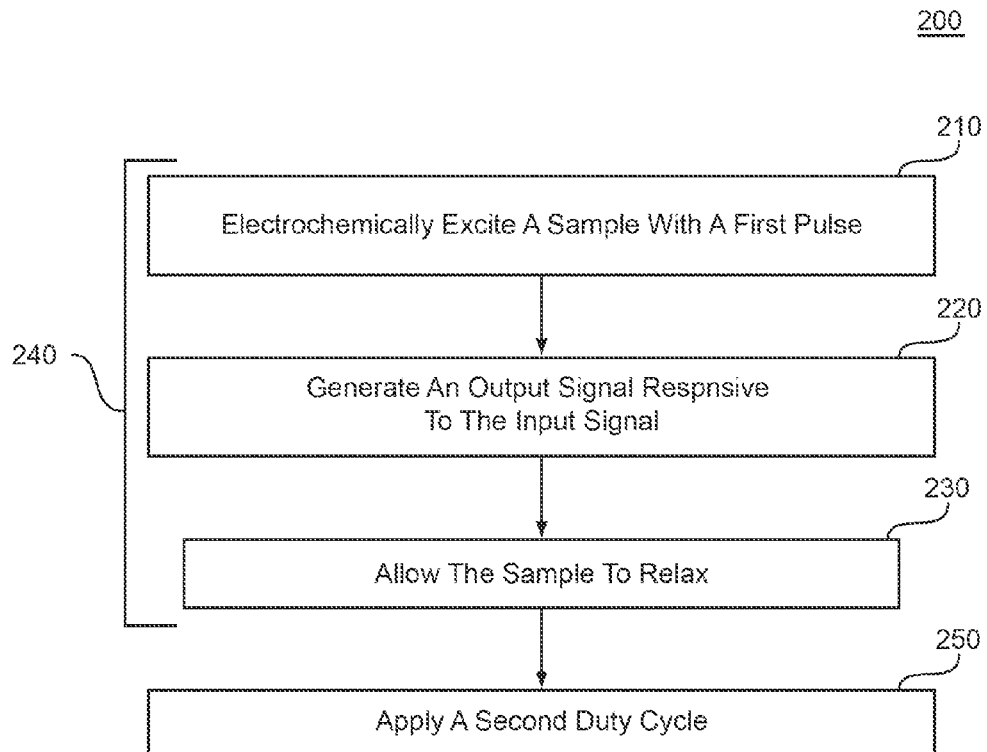 200
210
Electrochemically Excite A Sample With A First Pulse
220
240
Generate An Output Signal Respnsive
To The Input Signal
230
Allow The Sample To Relax
250
Apply A Second Duty Cycle